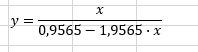 y = x / (0,9565 − 1,9565 · x)